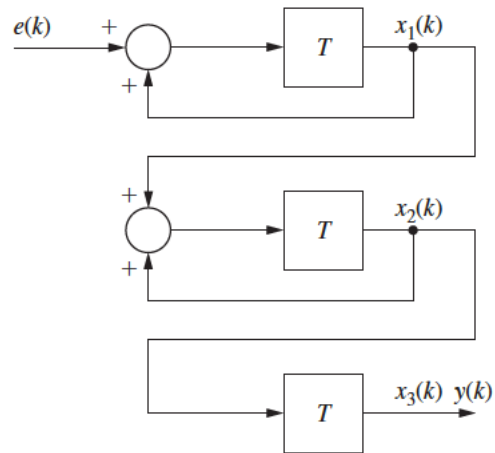 e(k) + T x₁(k)
+
+ T x₂(k)
+
T x₃(k) y(k)